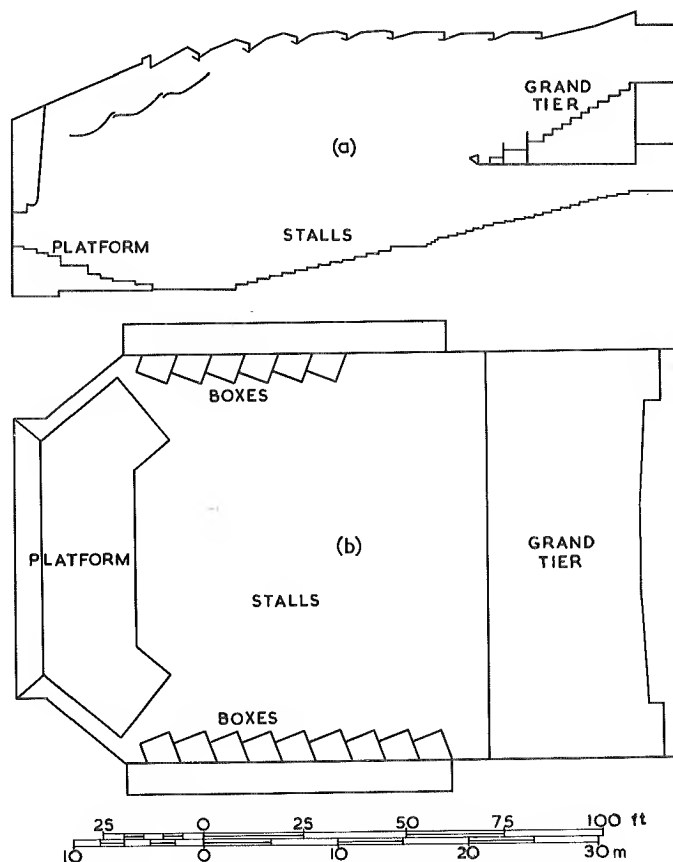 GRAND
TIER
(a)
PLATFORM
STALLS
BOXES
(b)
PLATFORM
GRAND
TIER
STALLS
BOXES
25 0 25 50 75 100 ft
10 0 10 20 30 m